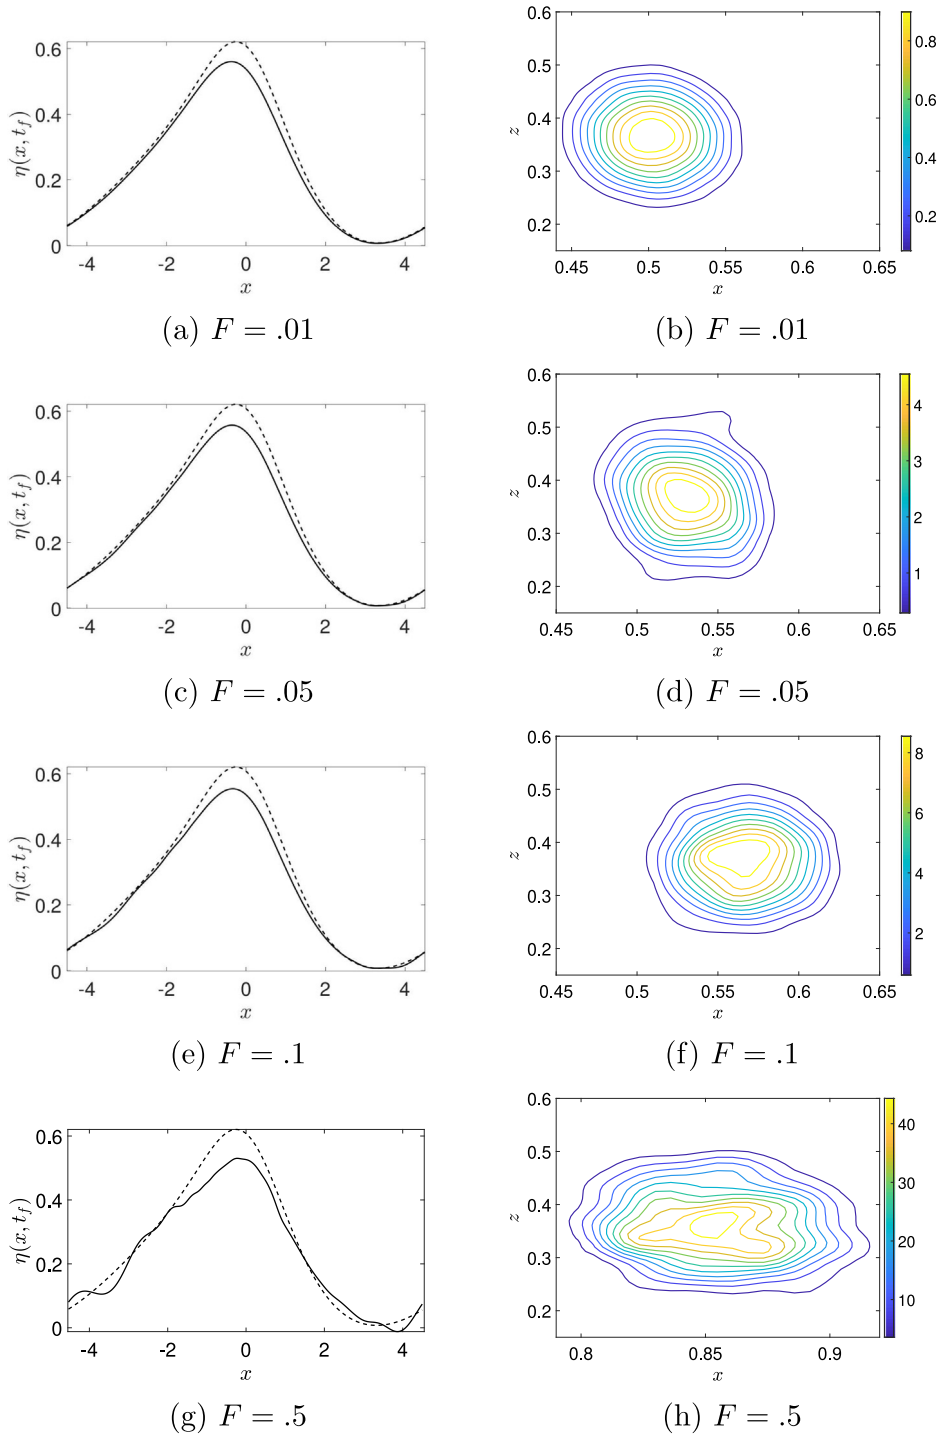 0.6
0.4
0.2
0
η(x, t_f)
-4 -2 0 2 4
x
(a) F = .01
0.6
0.5
0.4
0.3
0.2
z
0.45 0.5 0.55 0.6 0.65
x
0.8
0.6
0.4
0.2
(b) F = .01
0.6
0.4
0.2
0
η(x, t_f)
-4 -2 0 2 4
x
(c) F = .05
0.6
0.5
0.4
0.3
0.2
z
0.45 0.5 0.55 0.6 0.65
x
4
3
2
1
(d) F = .05
0.6
0.4
0.2
0
η(x, t_f)
-4 -2 0 2 4
x
(e) F = .1
0.6
0.5
0.4
0.3
0.2
z
0.45 0.5 0.55 0.6 0.65
x
8
6
4
2
(f) F = .1
0.6
0.4
0.2
0
η(x, t_f)
-4 -2 0 2 4
x
(g) F = .5
0.6
0.5
0.4
0.3
0.2
z
0.8 0.85 0.9
x
40
30
20
10
(h) F = .5